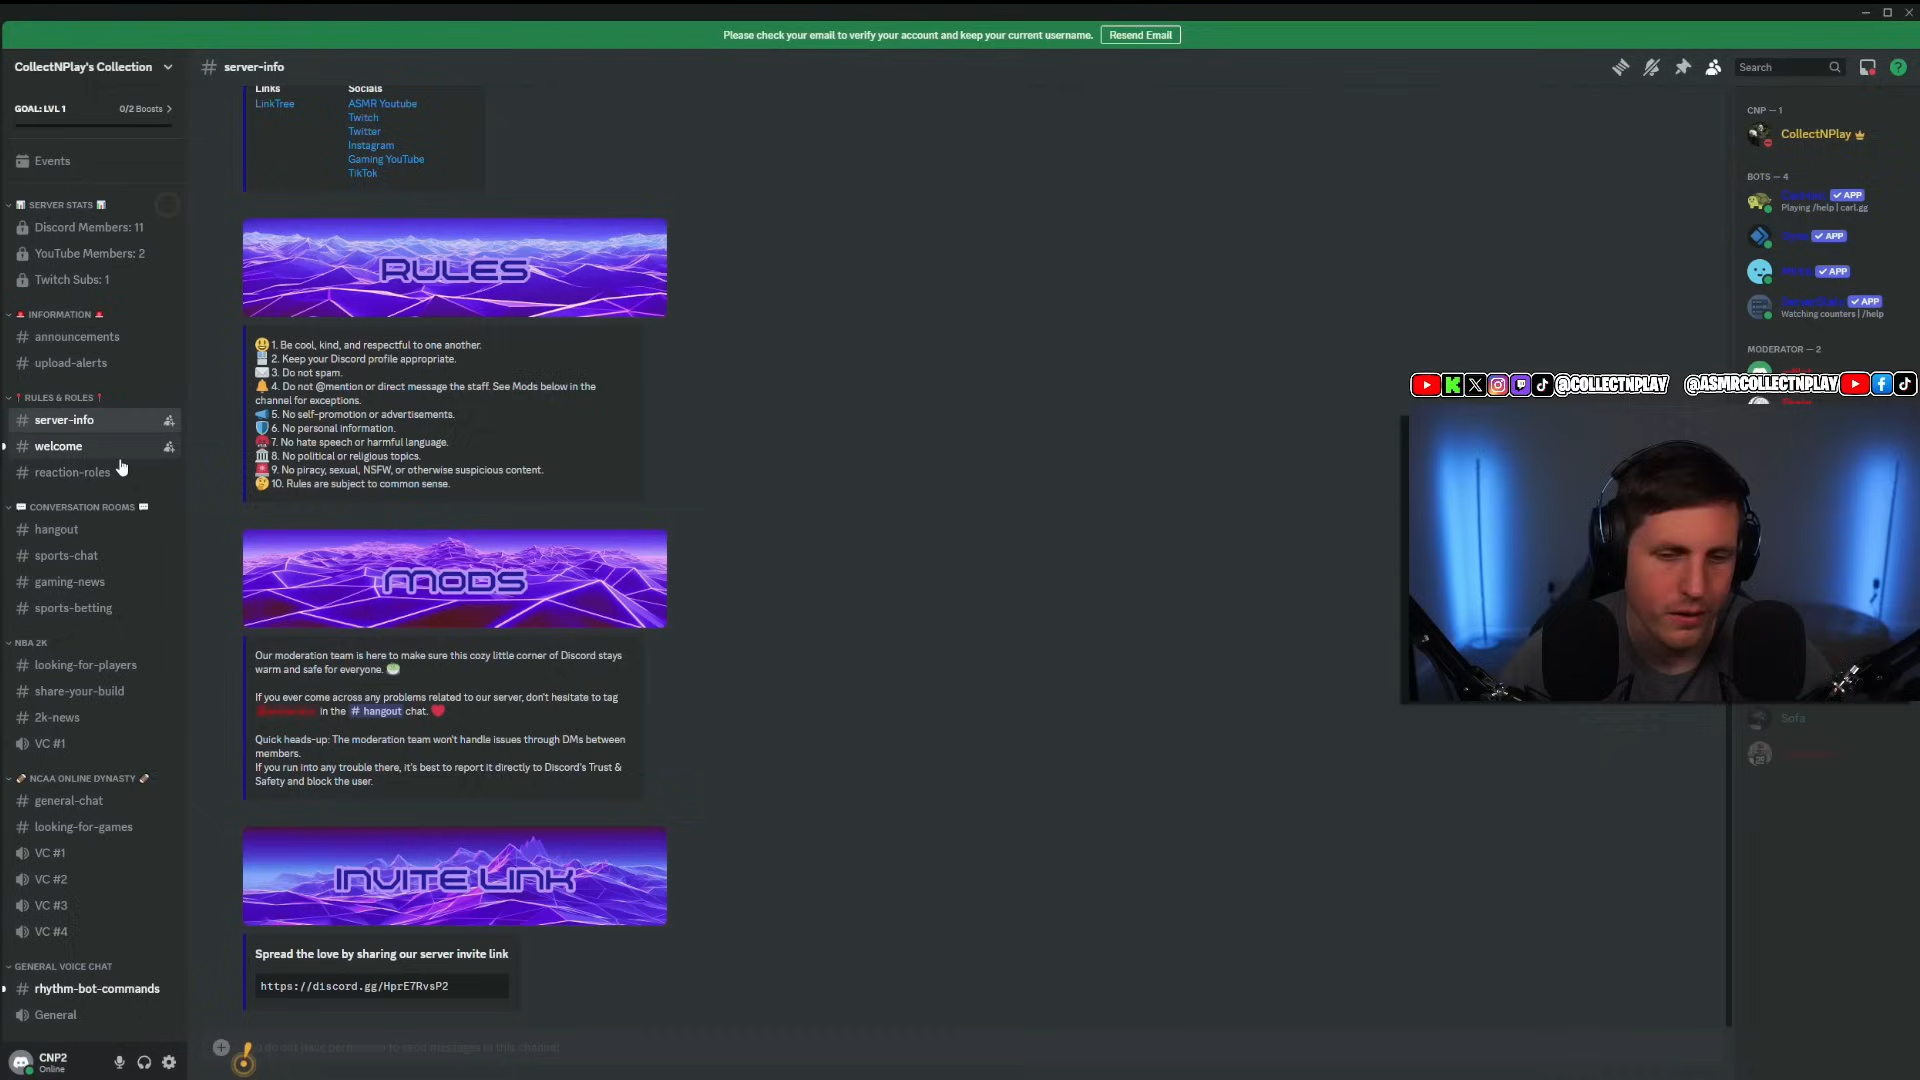 Please check your email to verify your account and keep your current username. Resend Email
CollectNPlay's Collection
GOAL: LVL 1 0/2 Boosts
Events
SERVER STATS
Discord Members: 11
YouTube Members: 2
Twitch Subs: 1
INFORMATION
announcements
upload-alerts
RULES & ROLES
server-info
welcome
reaction-roles
CONVERSATION ROOMS
hangout
sports-chat
gaming-news
sports-betting
NBA 2K
looking-for-players
share-your-build
2k-news
VC #1
NCAA ONLINE DYNASTY
general-chat
looking-for-games
VC #1
VC #2
VC #3
VC #4
GENERAL VOICE CHAT
rhythm-bot-commands
General
CNP2
Online
# server-info
Search
Links
LinkTree
Socials
ASMR Youtube
Twitch
Twitter
Instagram
Gaming YouTube
TikTok
RULES
1. Be cool, kind, and respectful to one another.
2. Keep your Discord profile appropriate.
3. Do not spam.
4. Do not @mention or direct message the staff. See Mods below in the
channel for exceptions.
5. No self-promotion or advertisements.
6. No personal information.
7. No hate speech or harmful language.
8. No political or religious topics.
9. No piracy, sexual, NSFW, or otherwise suspicious content.
10. Rules are subject to common sense.
MODS
Our moderation team is here to make sure this cozy little corner of Discord stays
warm and safe for everyone.
If you ever come across any problems related to our server, don't hesitate to tag
in the # hangout chat.
Quick heads-up: The moderation team won't handle issues through DMs between
members.
If you run into any trouble there, it's best to report it directly to Discord's Trust &
Safety and block the user.
INVITE LINK
Spread the love by sharing our server invite link
https://discord.gg/HprE7RvsP2
do not have permission to send messages in this channel
CNP — 1
CollectNPlay
BOTS — 4
APP
Playing /help | carl.gg
APP
APP
APP
Watching counters | /help
MODERATOR — 2
@COLLECTNPLAY @ASMRCOLLECTNPLAY
Sofa